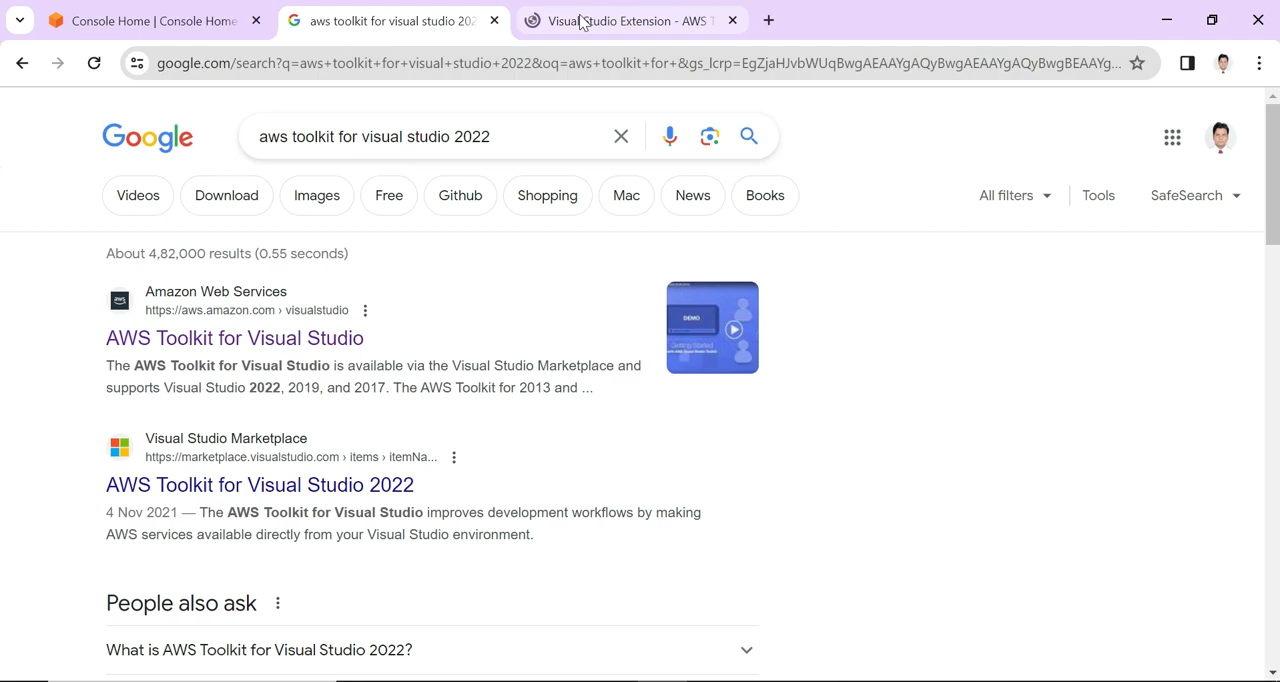 Console Home | Console Home
aws toolkit for visual studio 202
Visual Studio Extension - AWS T
google.com/search?q=aws+toolkit+for+visual+studio+2022&oq=aws+toolkit+for+&gs_lcrp=EgZjaHJvbWUqBwgAEAAYgAQyBwgAEAAYgAQyBwgBEAAYg...
Google
aws toolkit for visual studio 2022
Videos
Download
Images
Free
Github
Shopping
Mac
News
Books
All filters
Tools
SafeSearch
About 4,82,000 results (0.55 seconds)
aws
Amazon Web Services
https://aws.amazon.com › visualstudio
AWS Toolkit for Visual Studio
The AWS Toolkit for Visual Studio is available via the Visual Studio Marketplace and
supports Visual Studio 2022, 2019, and 2017. The AWS Toolkit for 2013 and ...
DEMO
Getting Started
Visual Studio Marketplace
https://marketplace.visualstudio.com › items › itemNa...
AWS Toolkit for Visual Studio 2022
4 Nov 2021 — The AWS Toolkit for Visual Studio improves development workflows by making
AWS services available directly from your Visual Studio environment.
People also ask
What is AWS Toolkit for Visual Studio 2022?